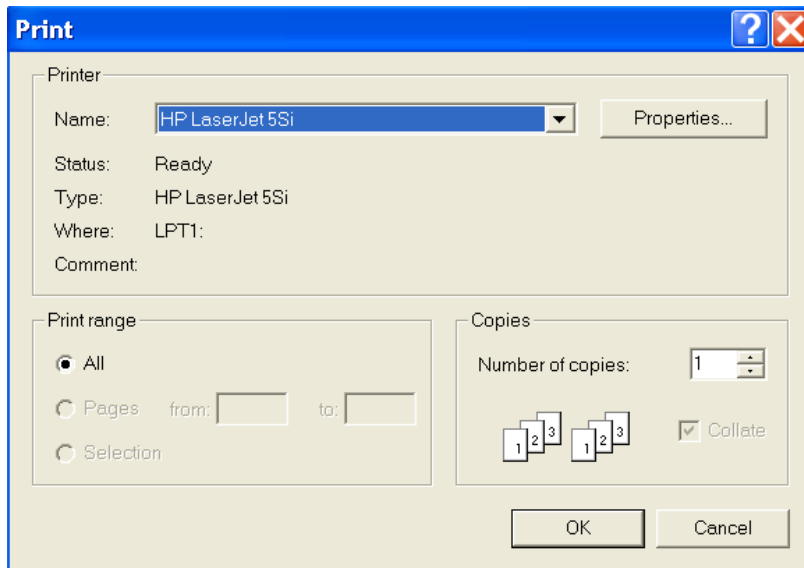 Print
Printer
Name: HP LaserJet 5Si Properties...
Status: Ready
Type: HP LaserJet 5Si
Where: LPT1:
Comment:
Print range
All
Pages from: to:
Selection
Copies
Number of copies: 1
1 2 3 1 2 3
Collate
OK Cancel